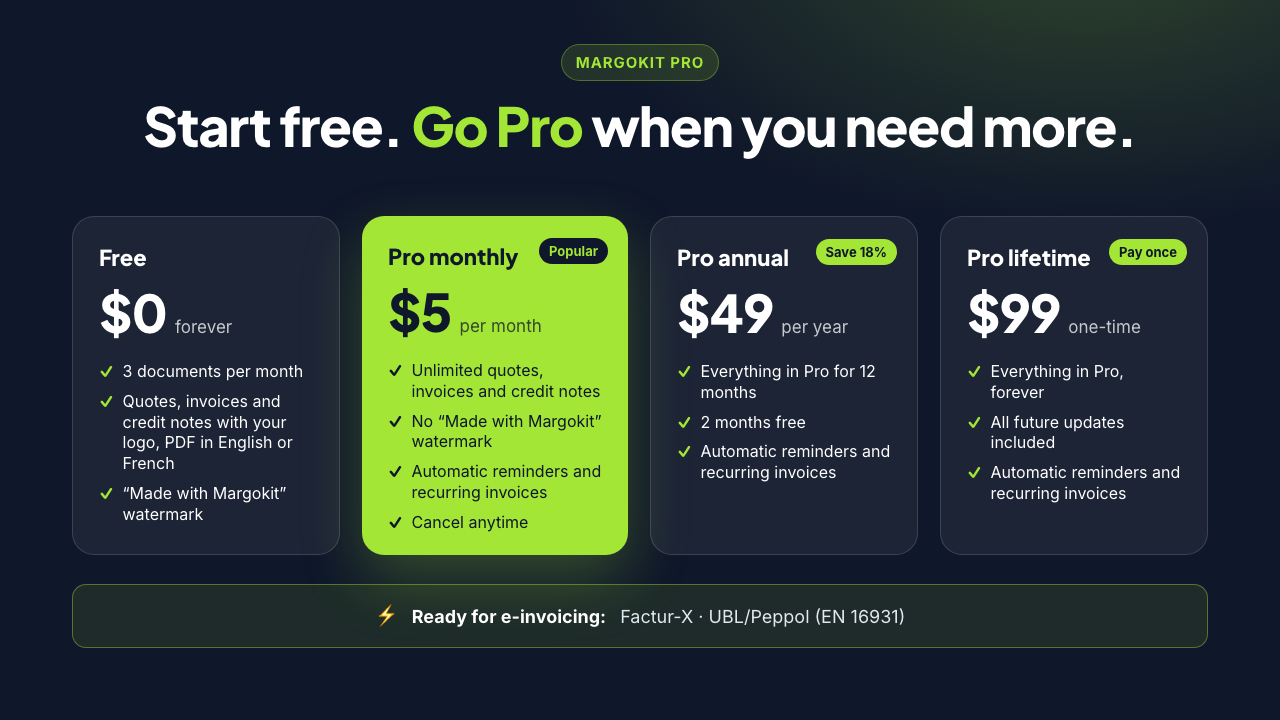 MARGOKIT PRO
Start free. Go Pro when you need more.
Free
$0 forever
3 documents per month
Quotes, invoices and
credit notes with your
logo, PDF in English or
French
“Made with Margokit”
watermark
Pro monthly
Popular
$5 per month
Unlimited quotes,
invoices and credit notes
No “Made with Margokit”
watermark
Automatic reminders and
recurring invoices
Cancel anytime
Pro annual
Save 18%
$49 per year
Everything in Pro for 12
months
2 months free
Automatic reminders and
recurring invoices
Pro lifetime
Pay once
$99 one-time
Everything in Pro,
forever
All future updates
included
Automatic reminders and
recurring invoices
⚡ Ready for e-invoicing: Factur-X · UBL/Peppol (EN 16931)